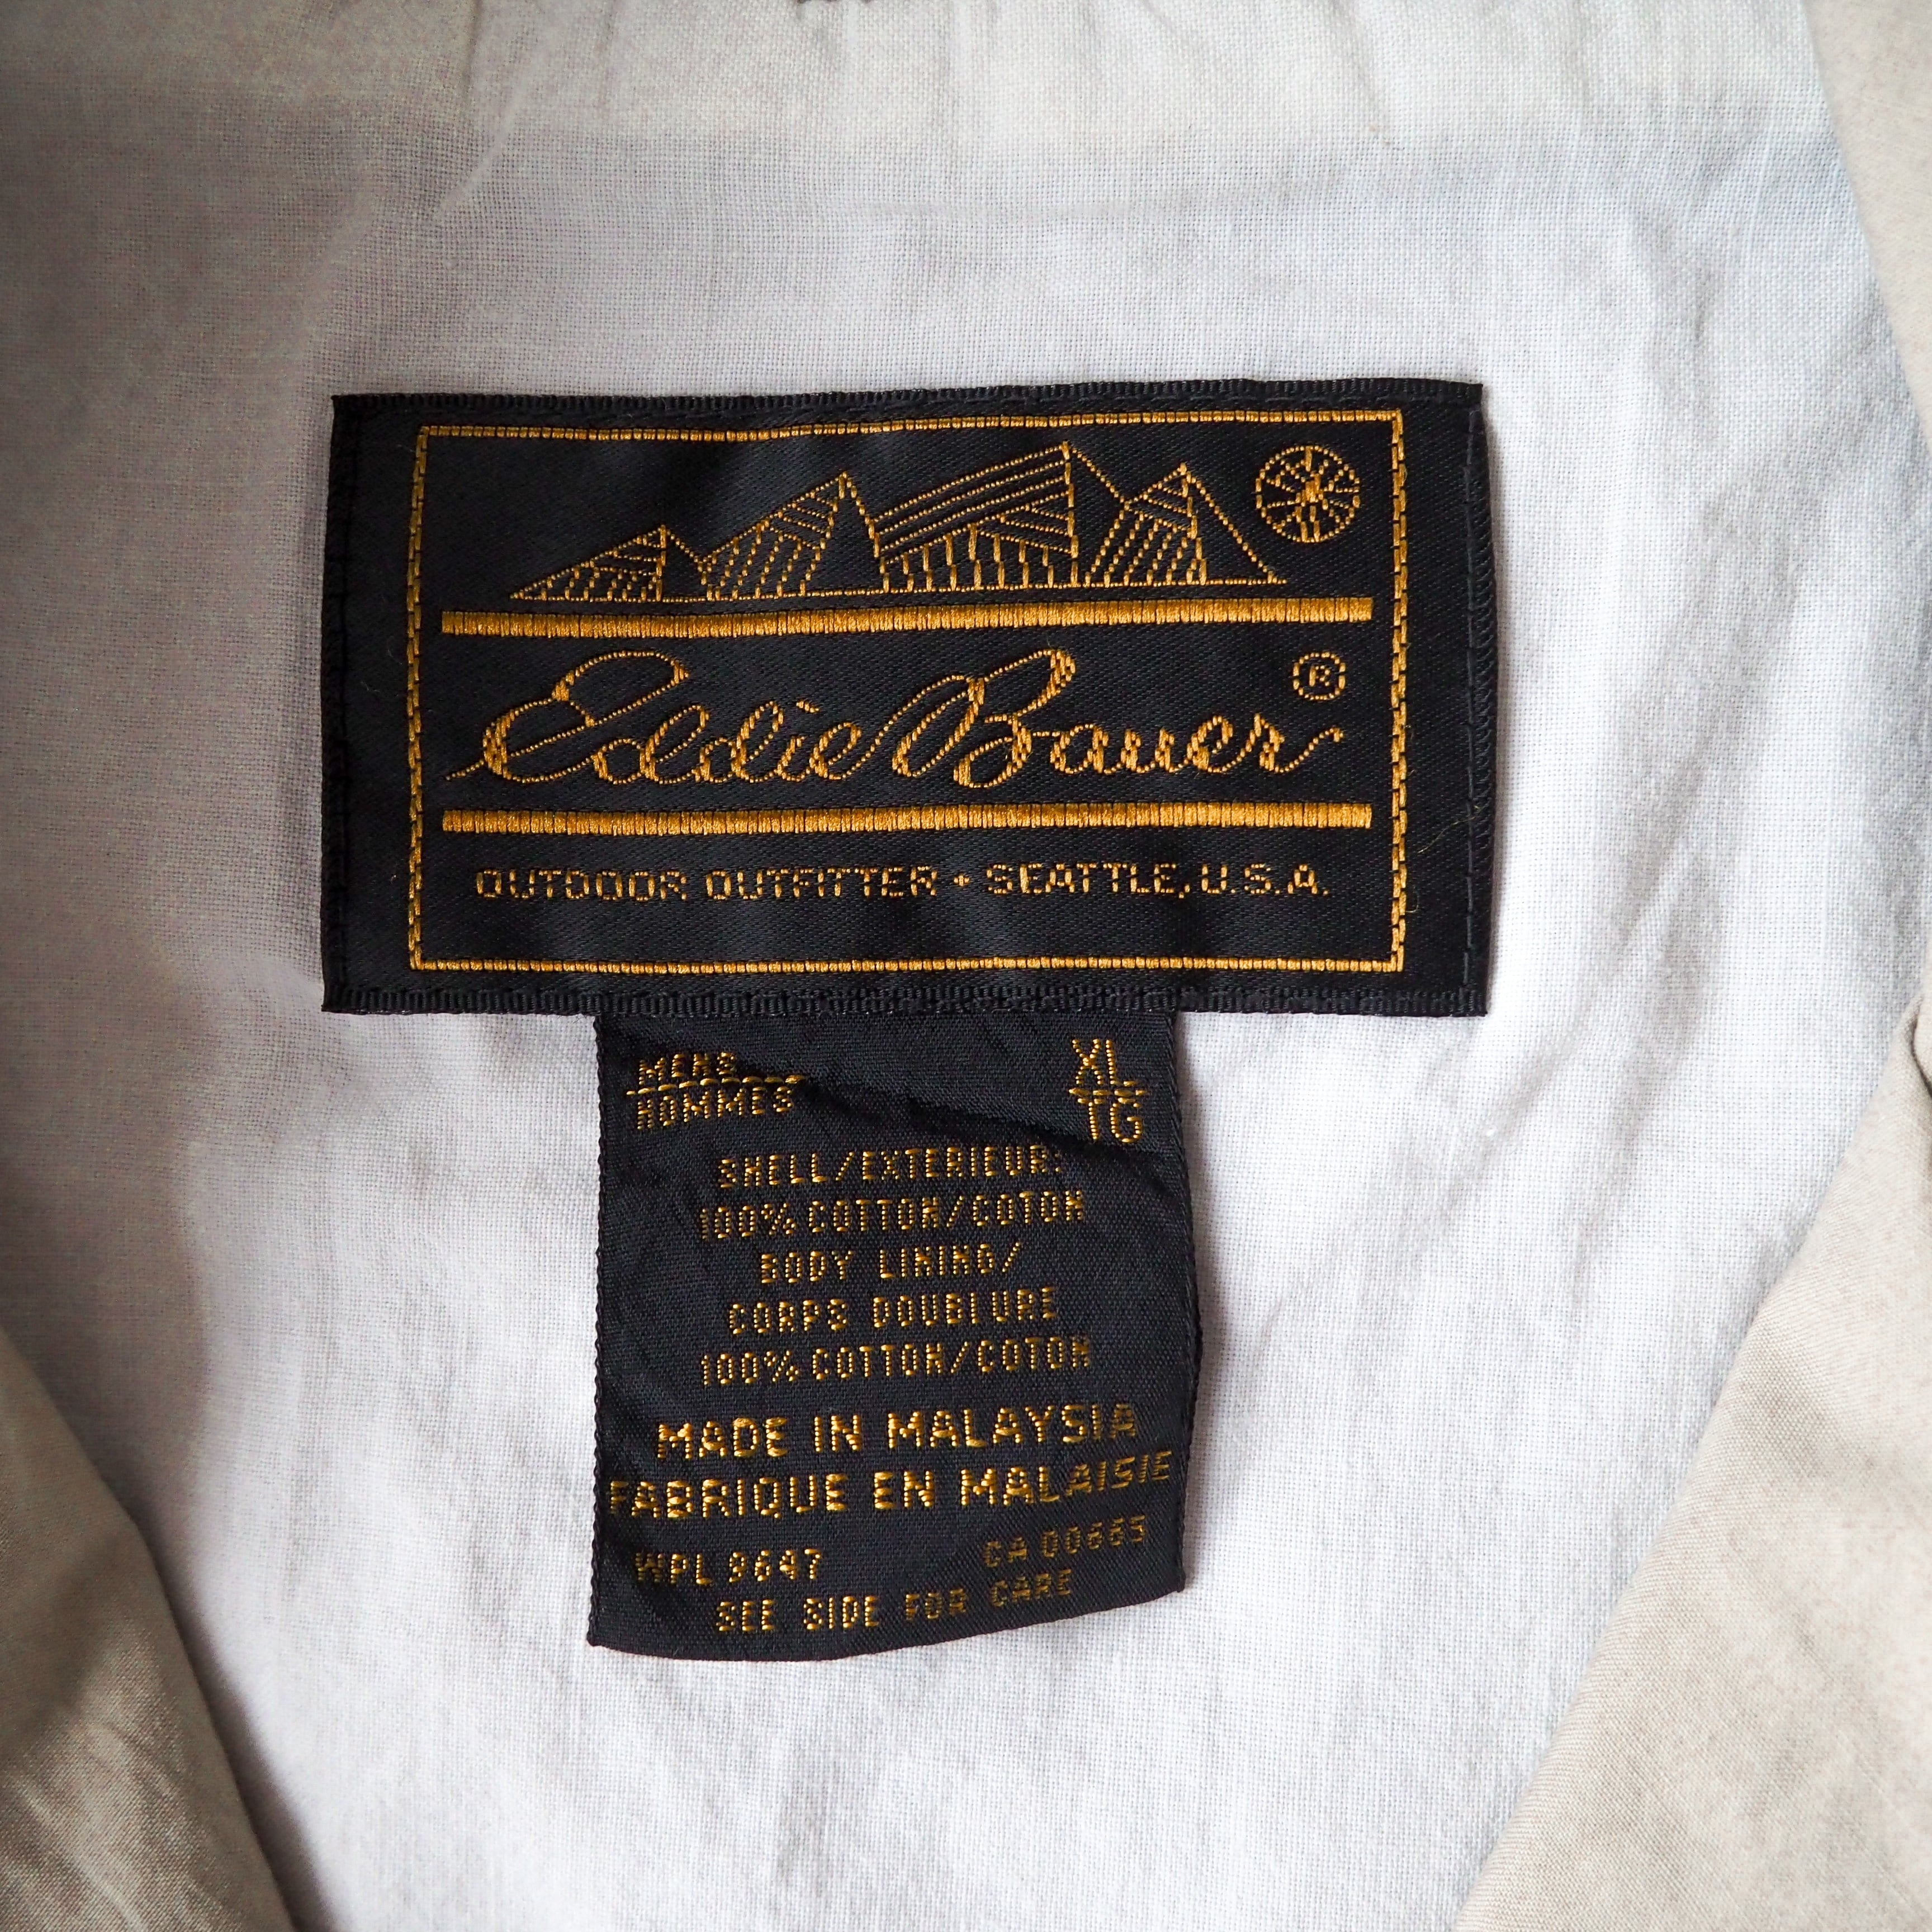 Eddie Bauer ®
OUTDOOR OUTFITTER • SEATTLE, U.S.A.
MENS XL
HOMMES TG
SHELL/EXTERIEUR:
100% COTTON/COTON
BODY LINING/
CORPS DOUBLURE
100% COTTON/COTON
MADE IN MALAYSIA
FABRIQUE EN MALAISIE
WPL 9647 CA 00665
SEE SIDE FOR CARE